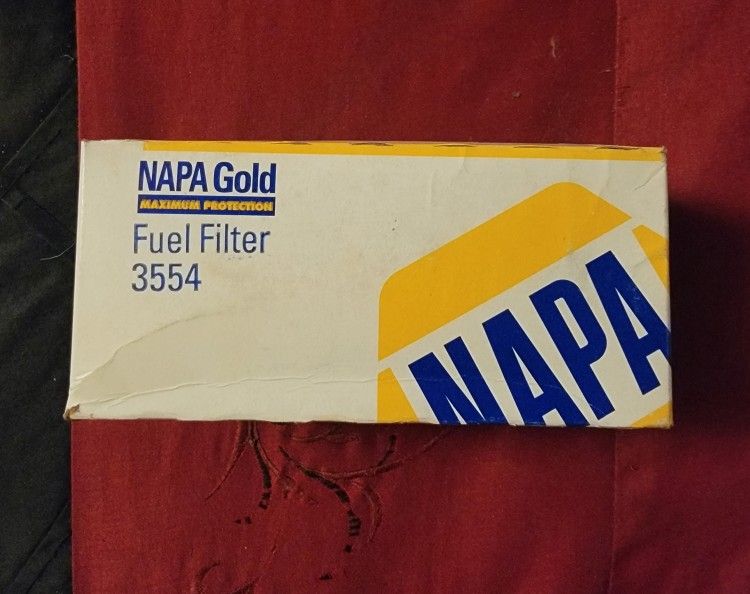 NAPA Gold
MAXIMUM PROTECTION
Fuel Filter
3554
NAPA